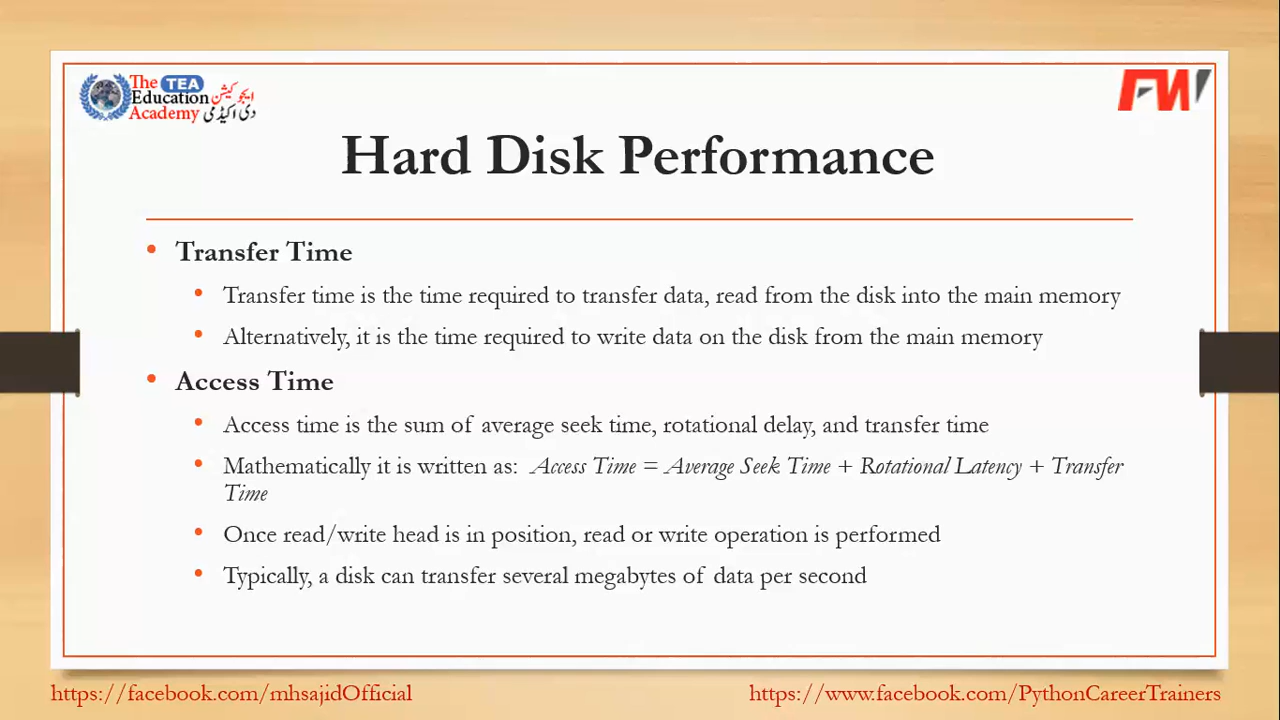 The TEA
Education ایجوکیشن
Academy دی اکیڈمی
FW
Hard Disk Performance
• Transfer Time
• Transfer time is the time required to transfer data, read from the disk into the main memory
• Alternatively, it is the time required to write data on the disk from the main memory
• Access Time
• Access time is the sum of average seek time, rotational delay, and transfer time
• Mathematically it is written as: Access Time = Average Seek Time + Rotational Latency + Transfer
Time
• Once read/write head is in position, read or write operation is performed
• Typically, a disk can transfer several megabytes of data per second
https://facebook.com/mhsajidOfficial
https://www.facebook.com/PythonCareerTrainers